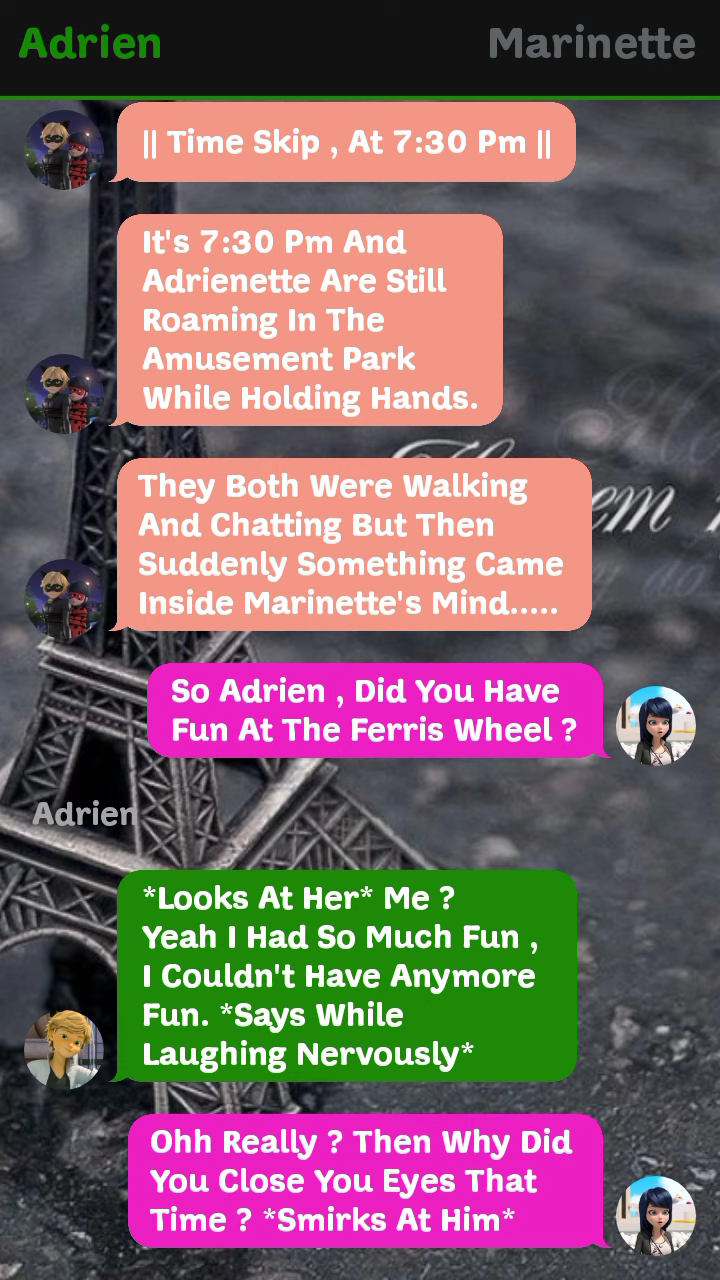 Adrien Marinette
|| Time Skip , At 7:30 Pm ||
It's 7:30 Pm And
Adrienette Are Still
Roaming In The
Amusement Park
While Holding Hands.
They Both Were Walking
And Chatting But Then
Suddenly Something Came
Inside Marinette's Mind.....
em
So Adrien , Did You Have
Fun At The Ferris Wheel ?
Adrien
*Looks At Her* Me ?
Yeah I Had So Much Fun ,
I Couldn't Have Anymore
Fun. *Says While
Laughing Nervously*
Ohh Really ? Then Why Did
You Close You Eyes That
Time ? *Smirks At Him*